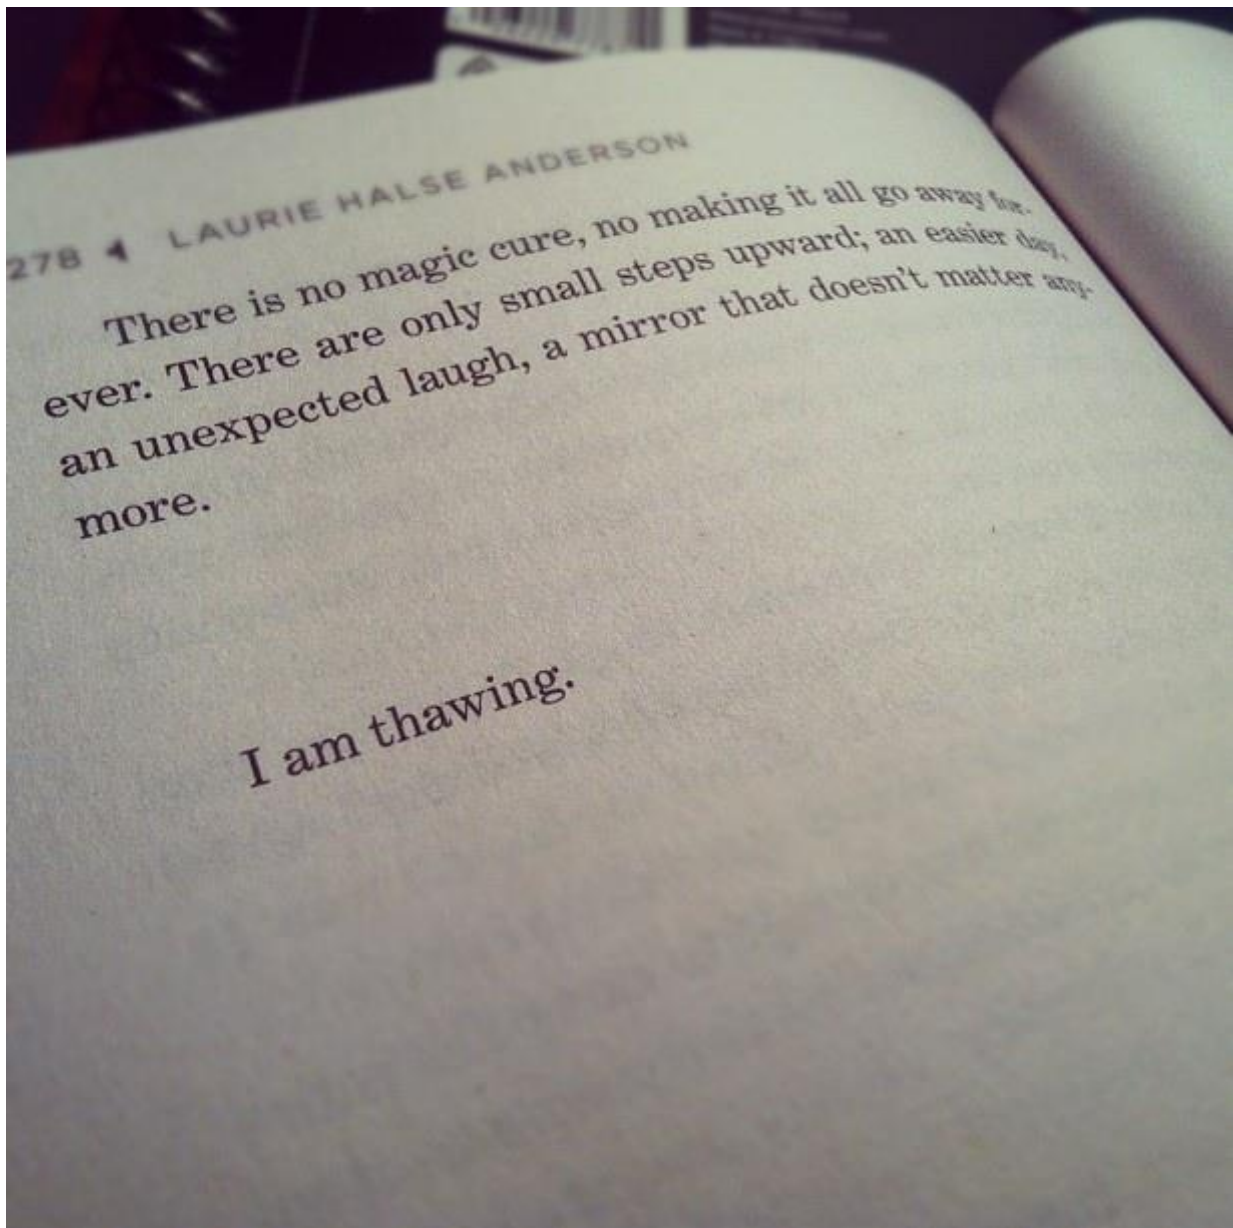 278 ◄ LAURIE HALSE ANDERSON
There is no magic cure, no making it all go away for-
ever. There are only small steps upward; an easier day,
an unexpected laugh, a mirror that doesn't matter any-
more.
I am thawing.